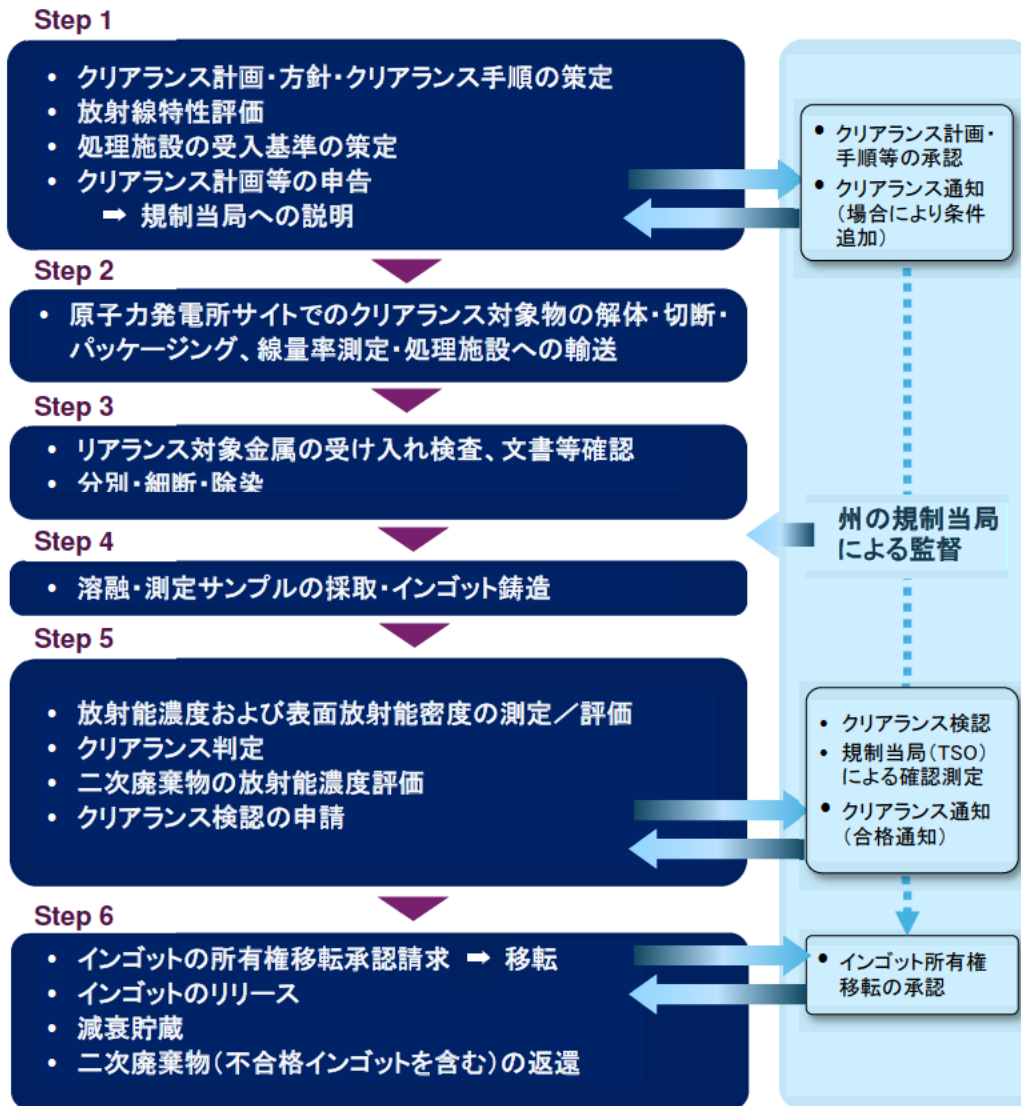 Step 1
• クリアランス計画・方針・クリアランス手順の策定
• 放射線特性評価
• 処理施設の受入基準の策定
• クリアランス計画等の申告
➡ 規制当局への説明
• クリアランス計画・
手順等の承認
• クリアランス通知
(場合により条件
追加)
Step 2
• 原子力発電所サイトでのクリアランス対象物の解体・切断・
パッケージング、線量率測定・処理施設への輸送
Step 3
• リアランス対象金属の受け入れ検査、文書等確認
• 分別・細断・除染
州の規制当局
による監督
Step 4
• 溶融・測定サンプルの採取・インゴット鋳造
Step 5
• 放射能濃度および表面放射能密度の測定/評価
• クリアランス判定
• 二次廃棄物の放射能濃度評価
• クリアランス検認の申請
• クリアランス検認
• 規制当局(TSO)
による確認測定
• クリアランス通知
(合格通知)
Step 6
• インゴットの所有権移転承認請求 ➡ 移転
• インゴットのリリース
• 減衰貯蔵
• 二次廃棄物(不合格インゴットを含む)の返還
• インゴット所有権
移転の承認